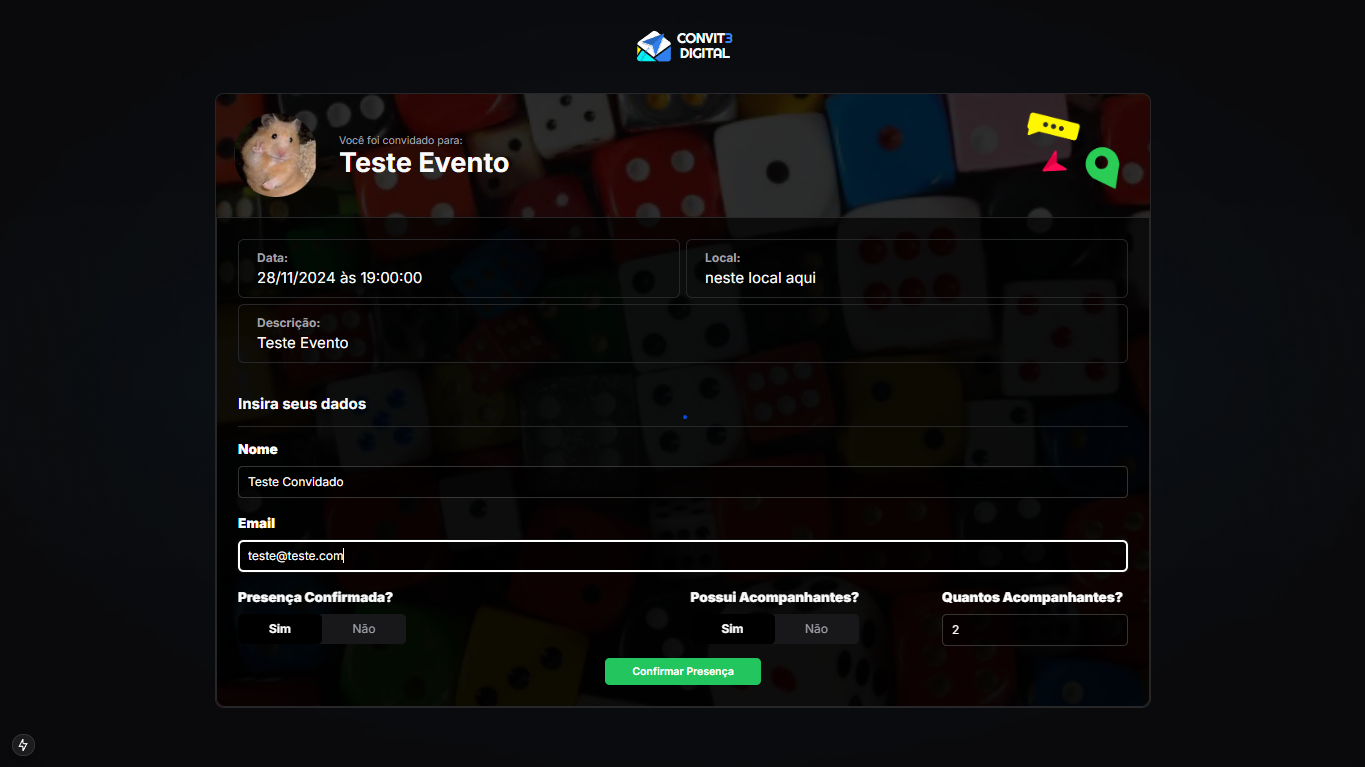 CONVIT3
DIGITAL
Você foi convidado para:
Teste Evento
Data:
28/11/2024 às 19:00:00
Local:
neste local aqui
Descrição:
Teste Evento
Insira seus dados
Nome
Teste Convidado
Email
teste@teste.com
Presença Confirmada?
Sim Não
Possui Acompanhantes?
Sim Não
Quantos Acompanhantes?
2
Confirmar Presença